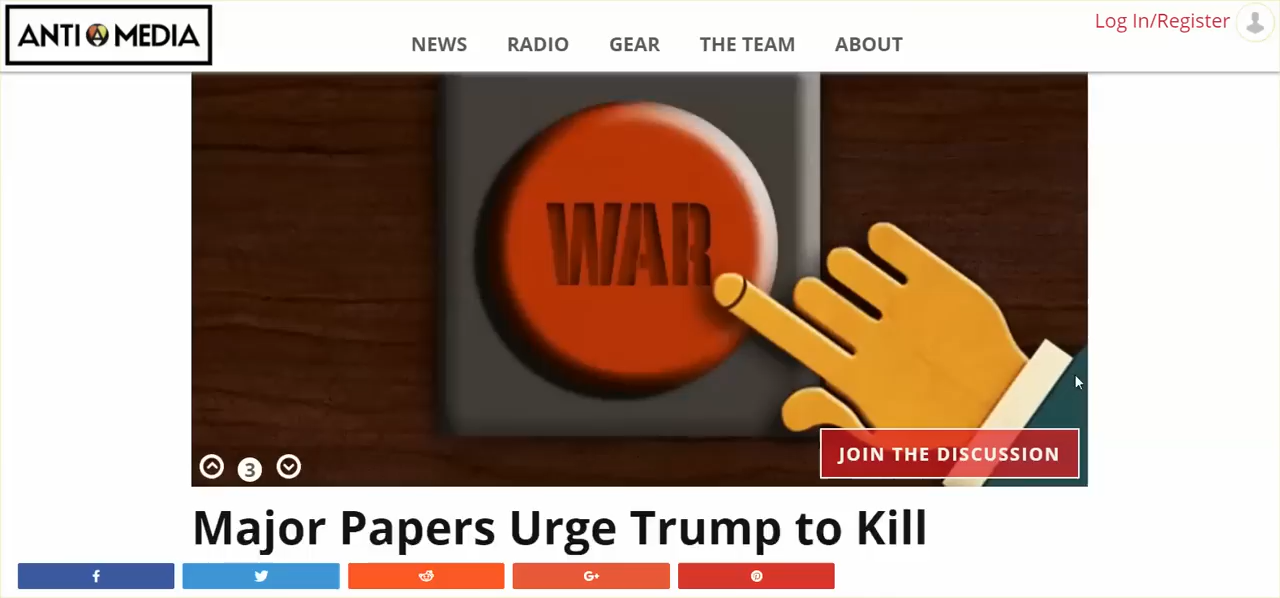 ANTI MEDIA
Log In/Register
NEWS RADIO GEAR THE TEAM ABOUT
WAR
3
JOIN THE DISCUSSION
Major Papers Urge Trump to Kill
f
G+